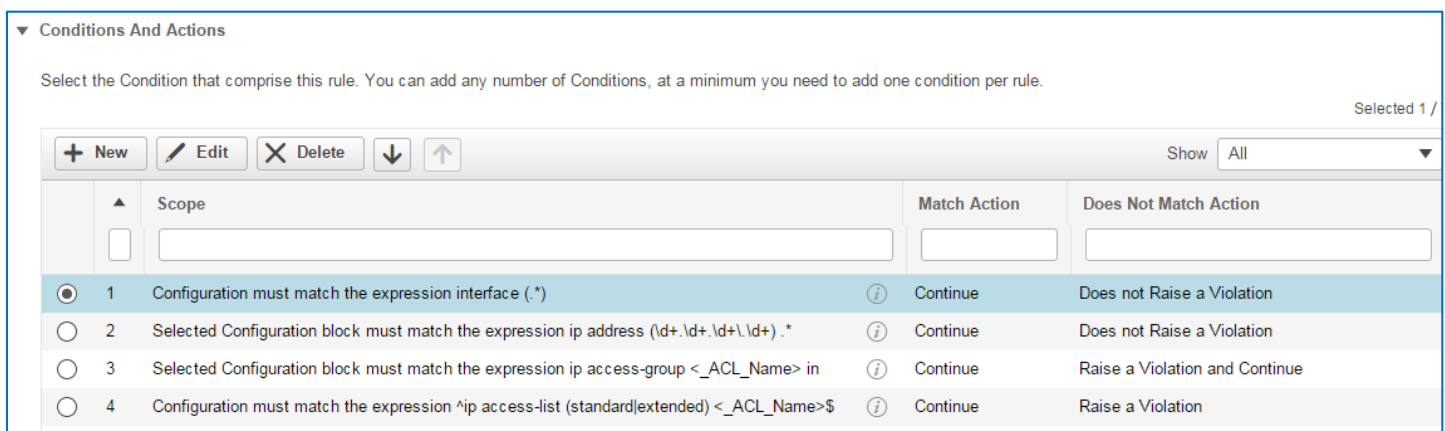 Conditions And Actions
Select the Condition that comprise this rule. You can add any number of Conditions, at a minimum you need to add one condition per rule.
Selected 1 /
New Edit Delete Show All
Scope Match Action Does Not Match Action
1 Configuration must match the expression interface (.*) Continue Does not Raise a Violation
2 Selected Configuration block must match the expression ip address (\d+.\d+.\d+\.\d+) .* Continue Does not Raise a Violation
3 Selected Configuration block must match the expression ip access-group <_ACL_Name> in Continue Raise a Violation and Continue
4 Configuration must match the expression ^ip access-list (standard|extended) <_ACL_Name>$ Continue Raise a Violation